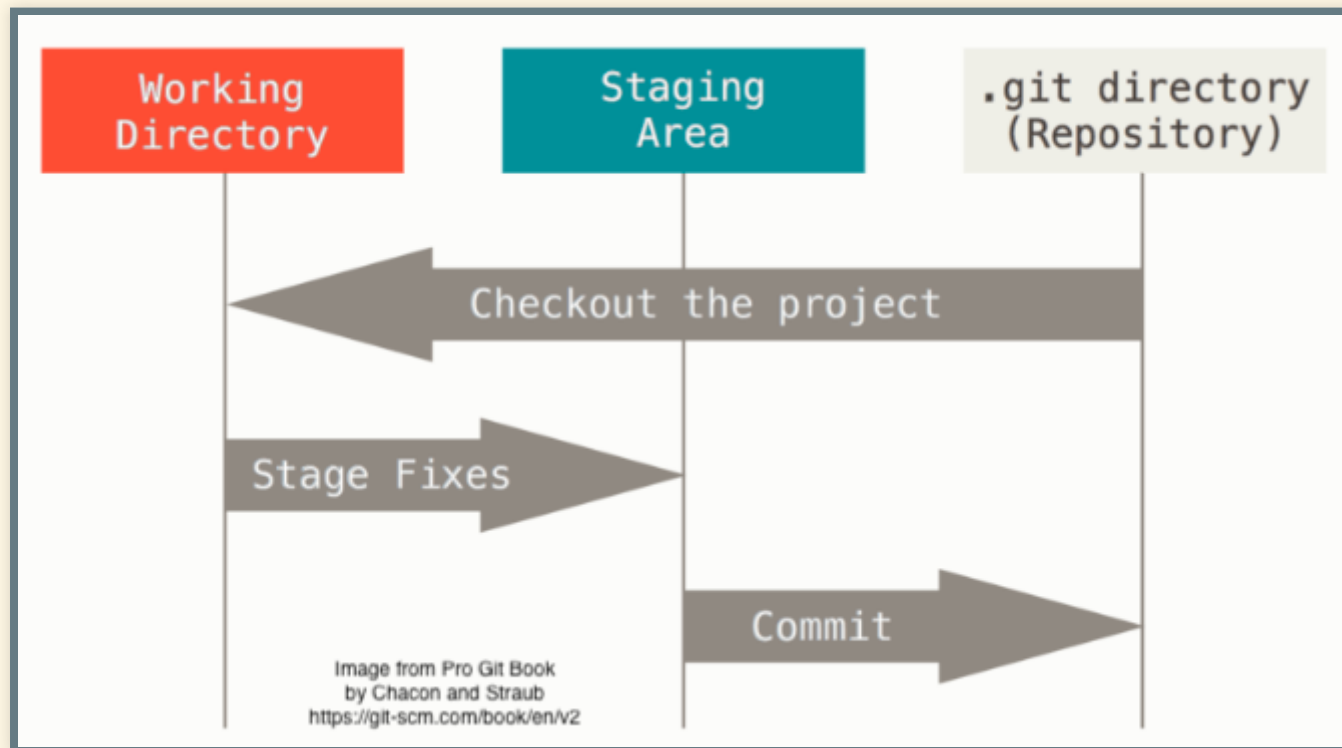 Working
Directory
Staging
Area
.git directory
(Repository)
Checkout the project
Stage Fixes
Commit
Image from Pro Git Book
by Chacon and Straub
https://git-scm.com/book/en/v2